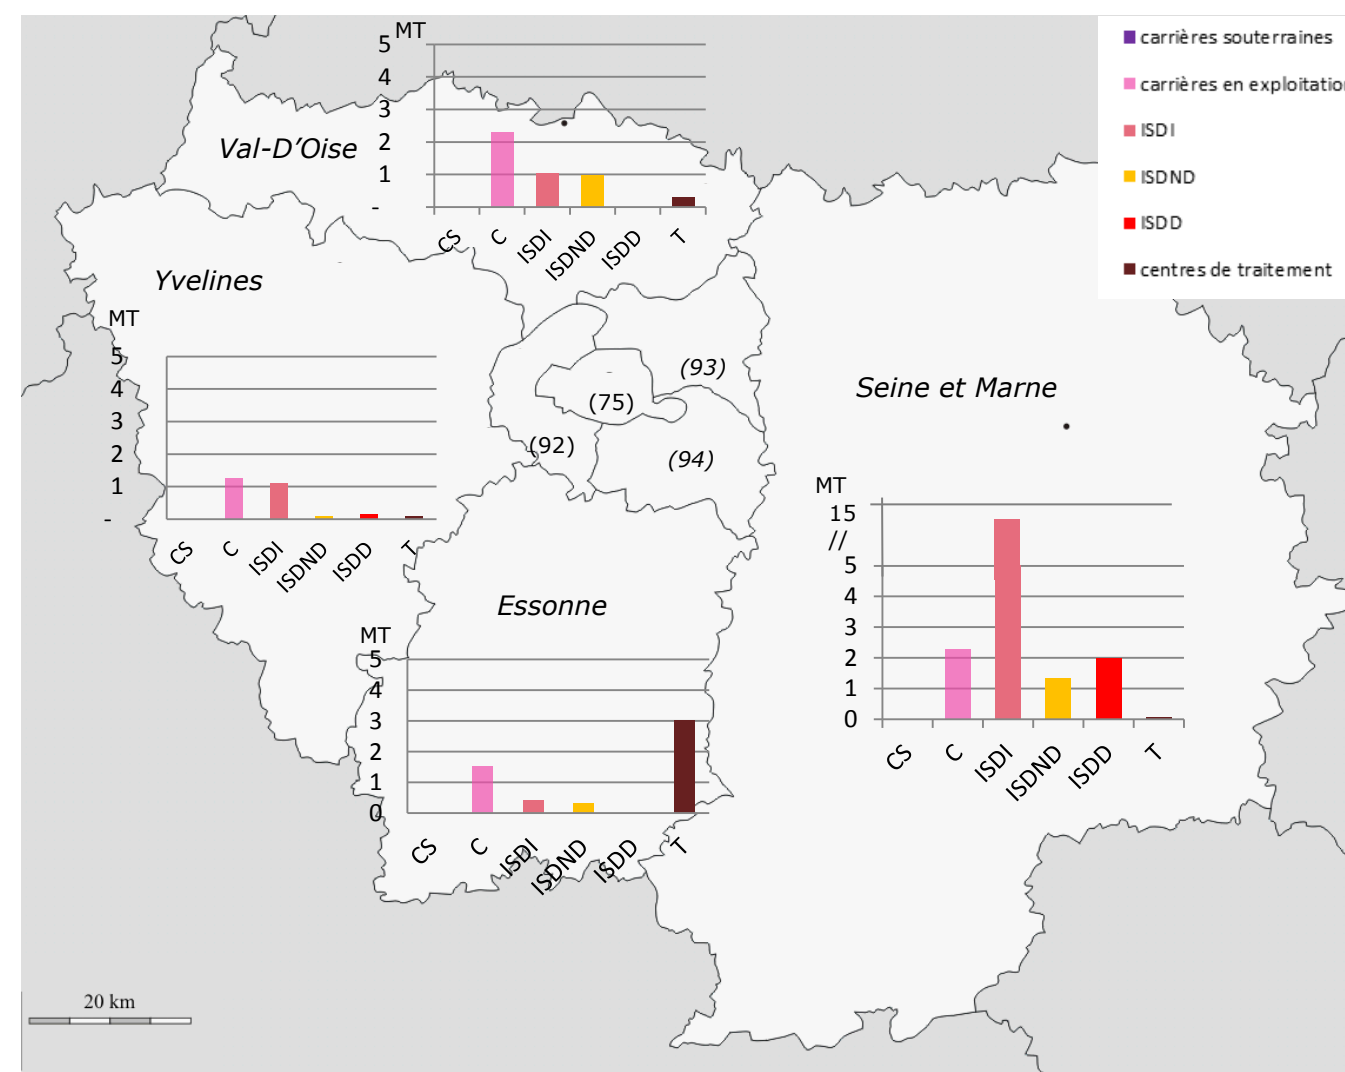 carrières souterraines
carrières en exploitation
ISDI
ISDND
ISDD
centres de traitement
Val-D'Oise
MT
5
4
3
2
1
-
CS
C
ISDI
ISDND
ISDD
T
Yvelines
MT
5
4
3
2
1
-
CS
C
ISDI
ISDND
ISDD
T
(93)
(75)
(92)
(94)
Seine et Marne
MT
15
//
5
4
3
2
1
0
CS
C
ISDI
ISDND
ISDD
T
Essonne
MT
5
4
3
2
1
0
CS
C
ISDI
ISDND
ISDD
T
20 km